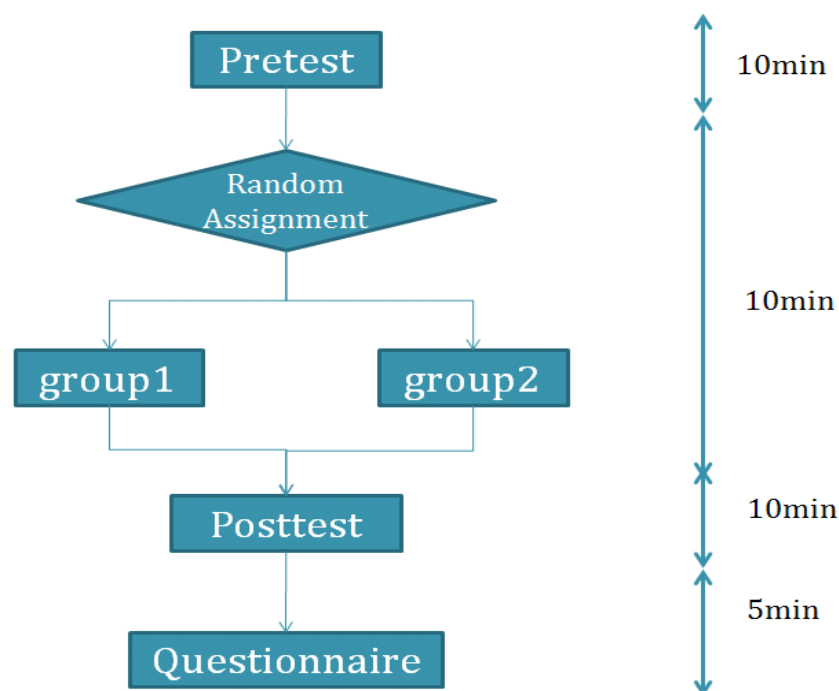 Pretest
10min
Random
Assignment
10min
group1
group2
Posttest
10min
Questionnaire
5min